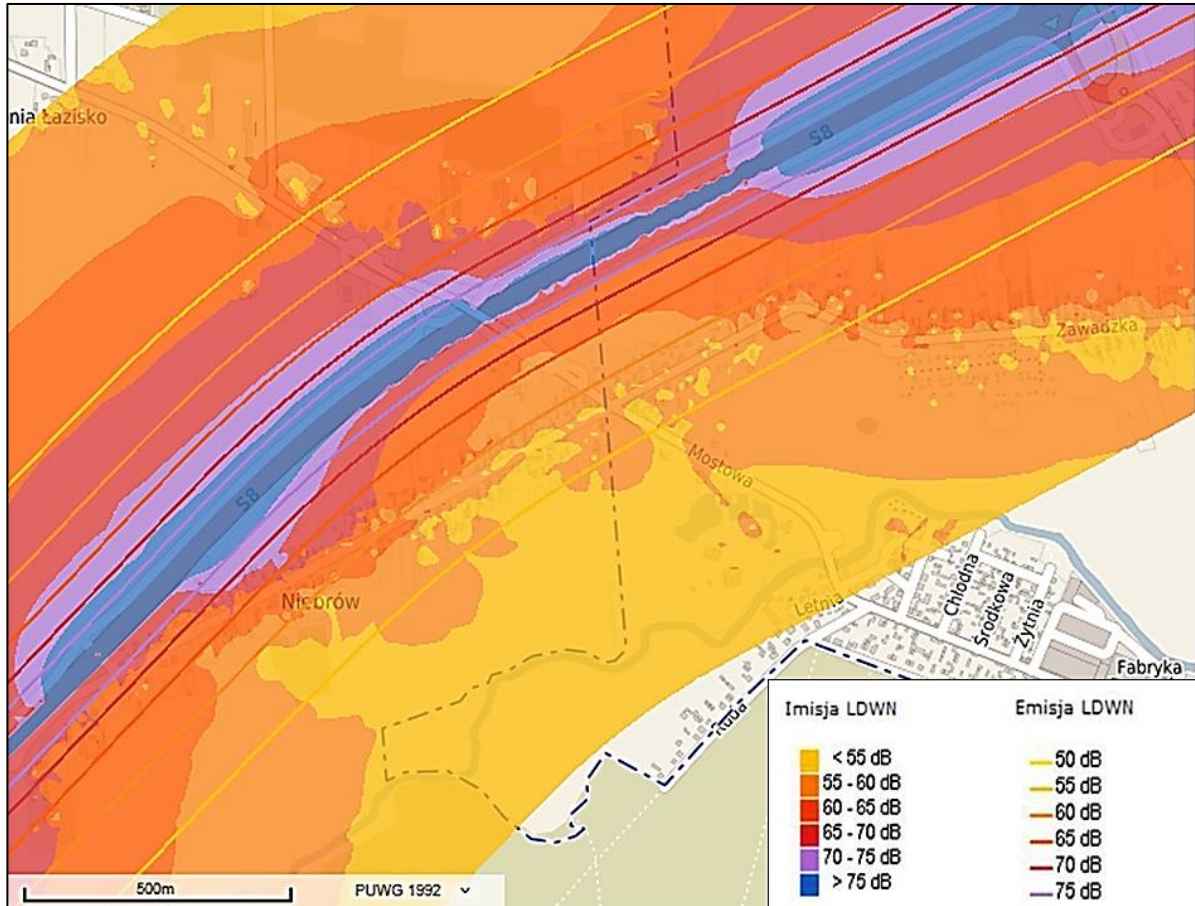 nia Łazisko
S8
Zawadzka
Mostowa
S8
Nieborów
Letnia
Chłodna
Środkowa
Żytnia
Fabryka
Ruda
500m
PUWG 1992
Imisja LDWN
< 55 dB
55 - 60 dB
60 - 65 dB
65 - 70 dB
70 - 75 dB
> 75 dB
Emisja LDWN
50 dB
55 dB
60 dB
65 dB
70 dB
75 dB